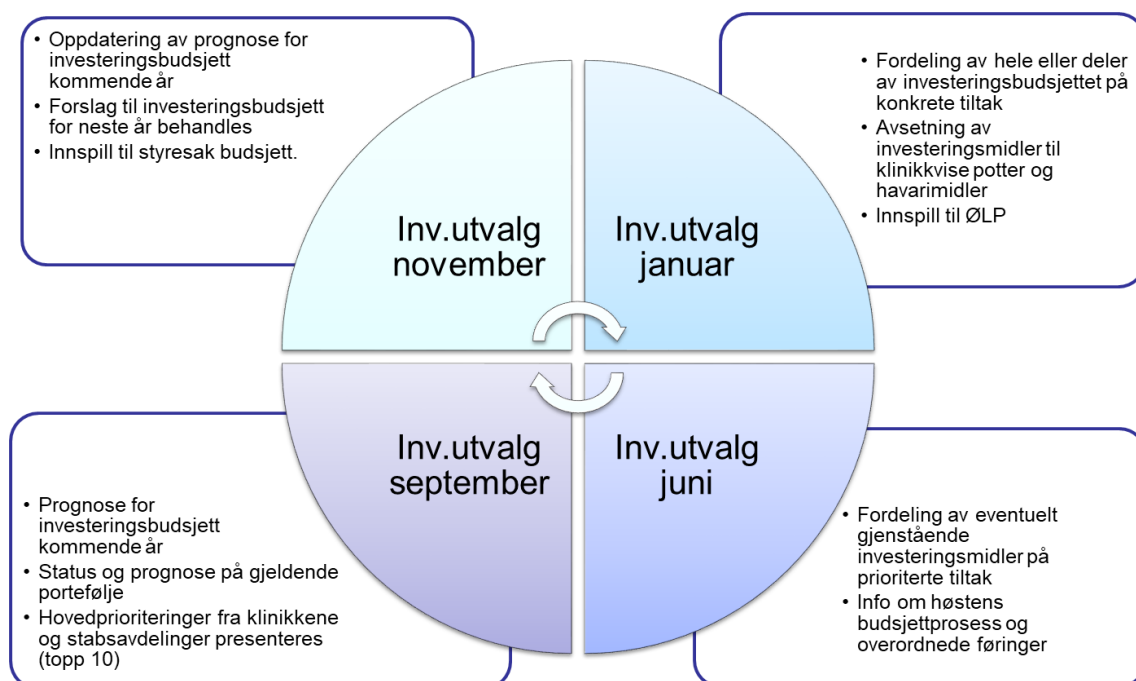 • Oppdatering av prognose for
investeringsbudsjett
kommende år
• Forslag til investeringsbudsjett
for neste år behandles
• Innspill til styresak budsjett.
• Fordeling av hele eller deler
av investeringsbudsjettet på
konkrete tiltak
• Avsetning av
investeringsmidler til
klinikkvise potter og
havarimidler
• Innspill til ØLP
Inv.utvalg
november
Inv.utvalg
januar
Inv.utvalg
september
Inv.utvalg
juni
• Prognose for
investeringsbudsjett
kommende år
• Status og prognose på gjeldende
portefølje
• Hovedprioriteringer fra klinikkene
og stabsavdelinger presenteres
(topp 10)
• Fordeling av eventuelt
gjenstående
investeringsmidler på
prioriterte tiltak
• Info om høstens
budsjettprosess og
overordnede føringer